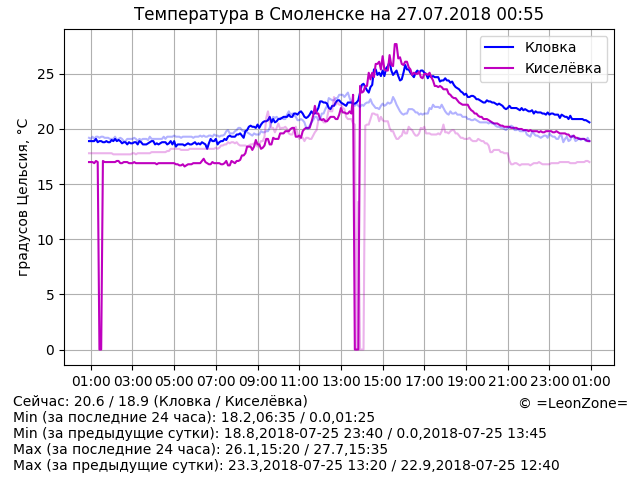 Температура в Смоленске на 27.07.2018 00:55
Кловка
Киселёвка
градусов Цельсия, °C
25
20
15
10
5
0
01:00 03:00 05:00 07:00 09:00 11:00 13:00 15:00 17:00 19:00 21:00 23:00 01:00
Сейчас: 20.6 / 18.9 (Кловка / Киселёвка)
© =LeonZone=
Min (за последние 24 часа): 18.2,06:35 / 0.0,01:25
Min (за предыдущие сутки): 18.8,2018-07-25 23:40 / 0.0,2018-07-25 13:45
Max (за последние 24 часа): 26.1,15:20 / 27.7,15:35
Max (за предыдущие сутки): 23.3,2018-07-25 13:20 / 22.9,2018-07-25 12:40